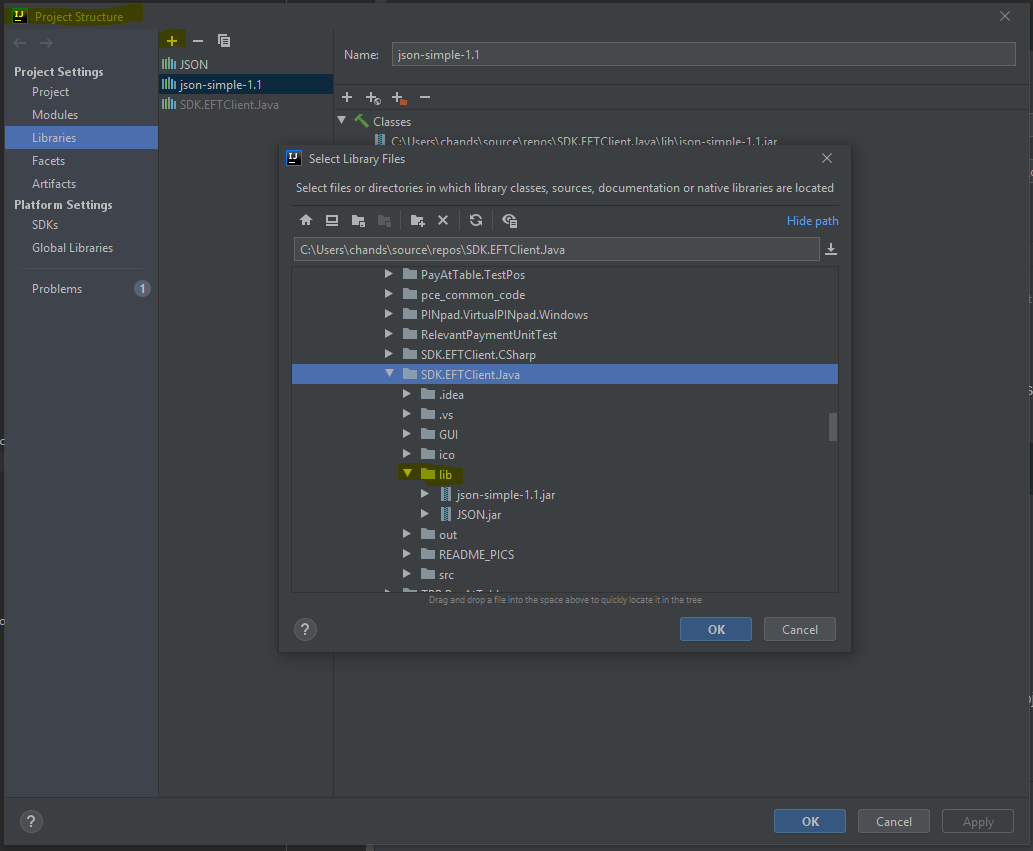 Project Structure
Project Settings
Project
Modules
Libraries
Facets
Artifacts
Platform Settings
SDKs
Global Libraries
Problems
1
JSON
json-simple-1.1
SDK.EFTClient.Java
Name:
json-simple-1.1
Classes
C:\Users\chands\source\repos\SDK.EFTClient.Java\lib\json-simple-1.1.jar
Select Library Files
Select files or directories in which library classes, sources, documentation or native libraries are located
Hide path
C:\Users\chands\source\repos\SDK.EFTClient.Java
PayAtTable.TestPos
pce_common_code
PINpad.VirtualPINpad.Windows
RelevantPaymentUnitTest
SDK.EFTClient.CSharp
SDK.EFTClient.Java
.idea
.vs
GUI
ico
lib
json-simple-1.1.jar
JSON.jar
out
README_PICS
src
Drag and drop a file into the space above to quickly locate it in the tree
?
OK
Cancel
?
OK
Cancel
Apply